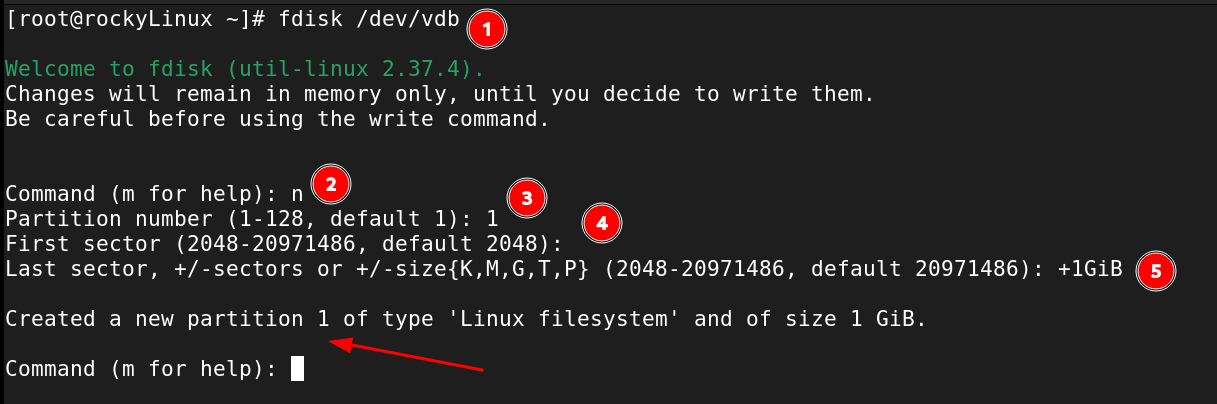 [root@rockyLinux ~]# fdisk /dev/vdb 1
Welcome to fdisk (util-linux 2.37.4).
Changes will remain in memory only, until you decide to write them.
Be careful before using the write command.
Command (m for help): n 2
Partition number (1-128, default 1): 1 3
First sector (2048-20971486, default 2048): 4
Last sector, +/-sectors or +/-size{K,M,G,T,P} (2048-20971486, default 20971486): +1GiB 5
Created a new partition 1 of type 'Linux filesystem' and of size 1 GiB.
Command (m for help):